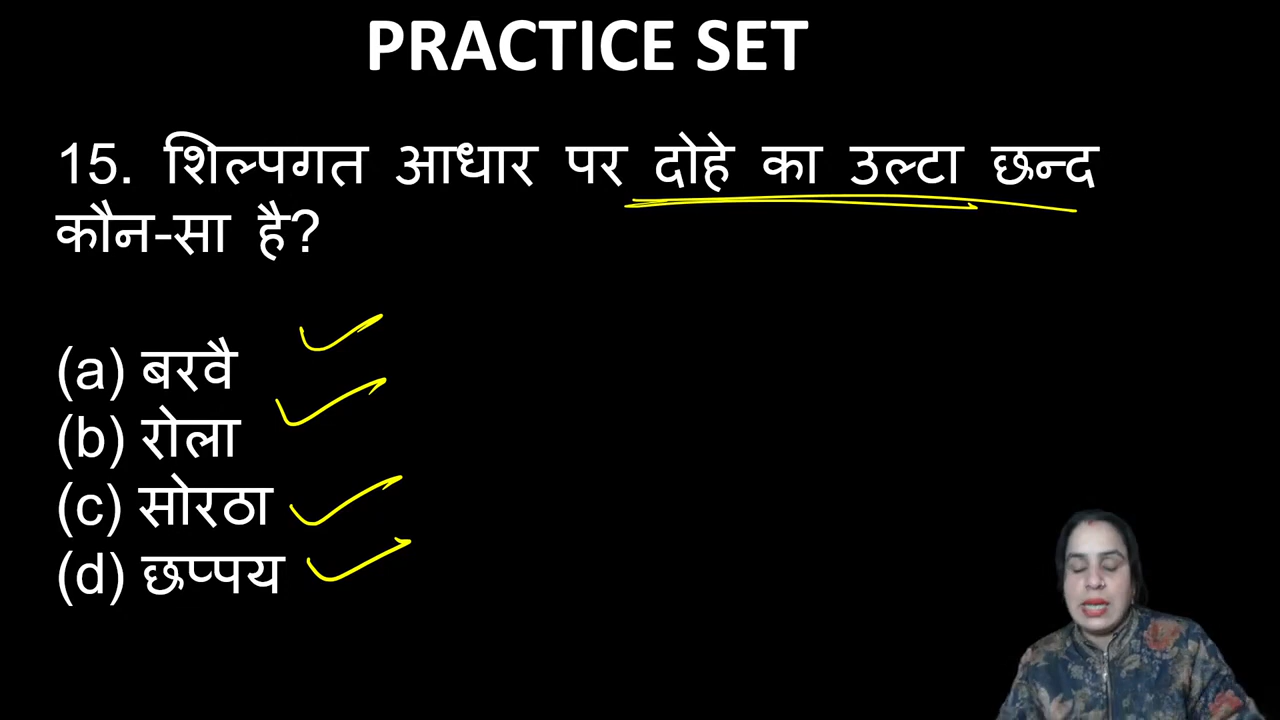 PRACTICE SET
15. शिल्पगत आधार पर दोहे का उल्टा छन्द
कौन-सा है?
(a) बरवै
(b) रोला
(c) सोरठा
(d) छप्पय